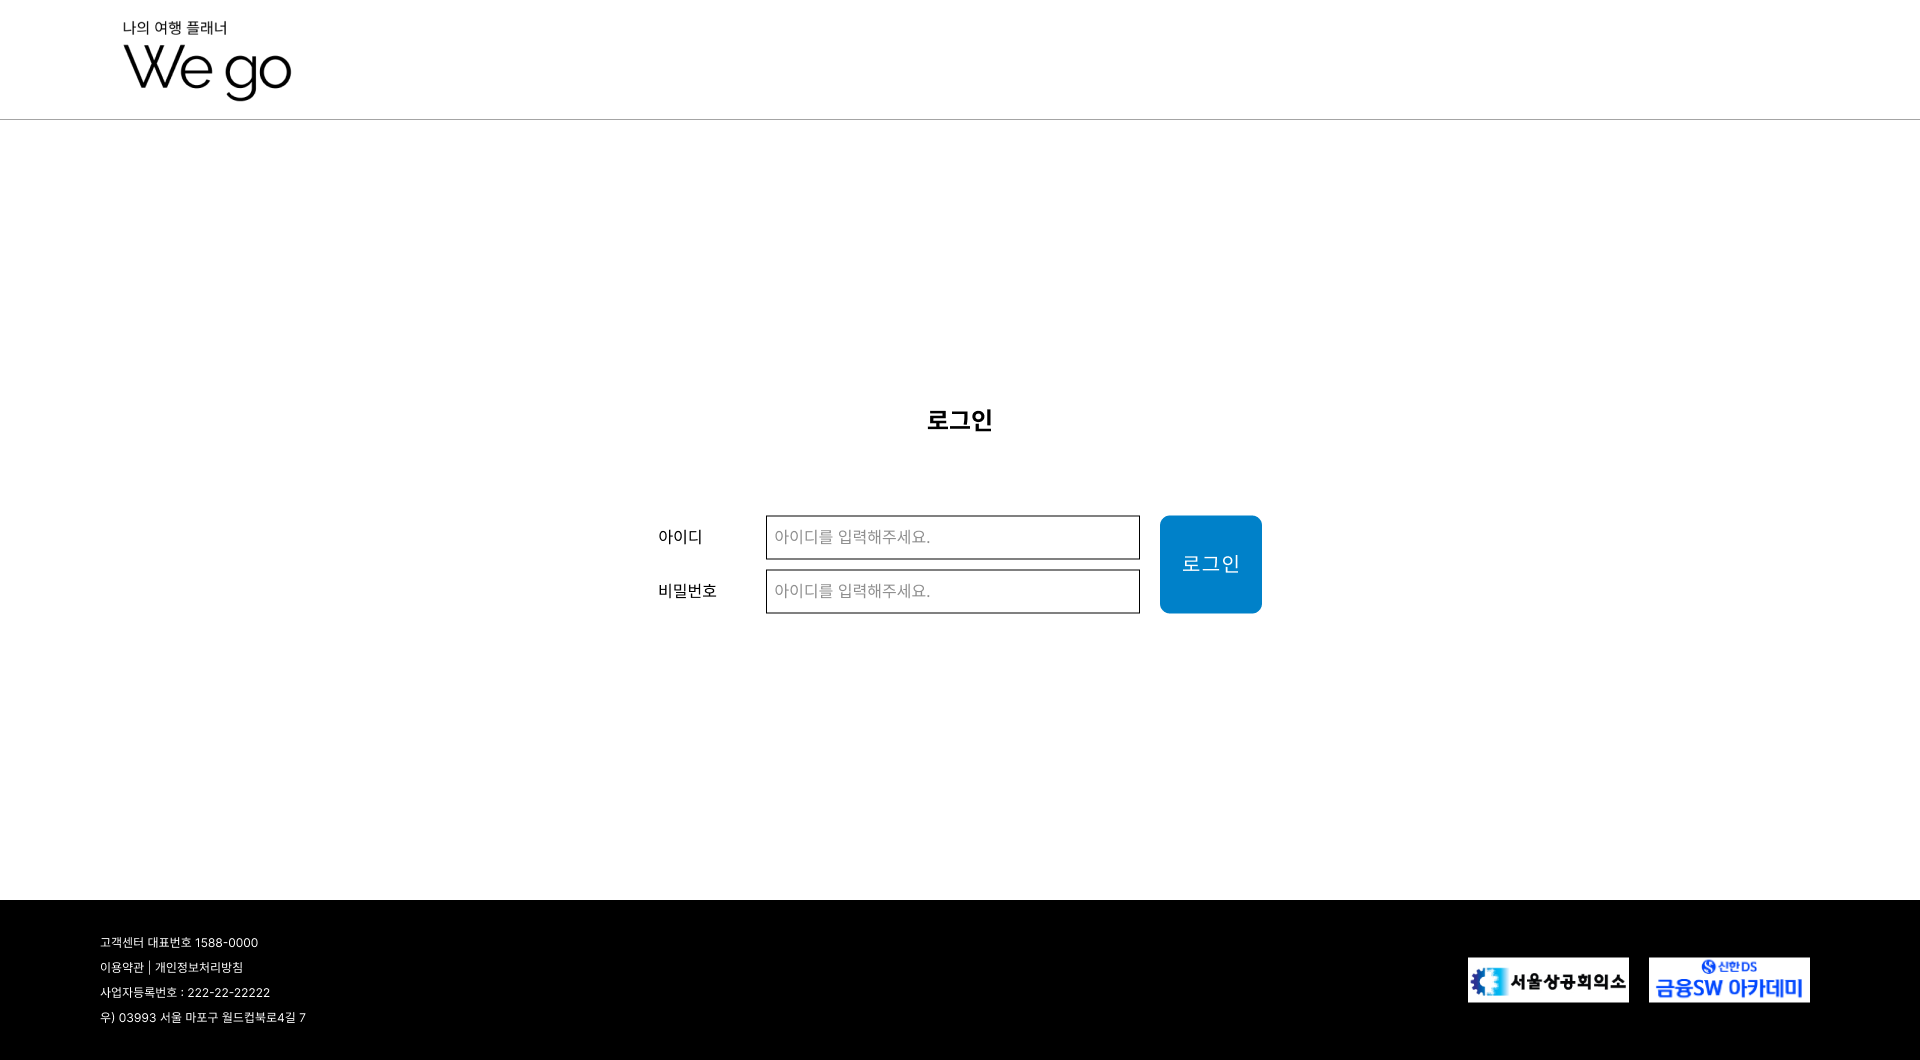 나의 여행 플래너
We go
로그인
아이디
아이디를 입력해주세요.
비밀번호
아이디를 입력해주세요.
로그인
고객센터 대표번호 1588-0000
이용약관 | 개인정보처리방침
사업자등록번호 : 222-22-22222
우) 03993 서울 마포구 월드컵북로4길 7
서울상공회의소
신한DS
금융SW 아카데미